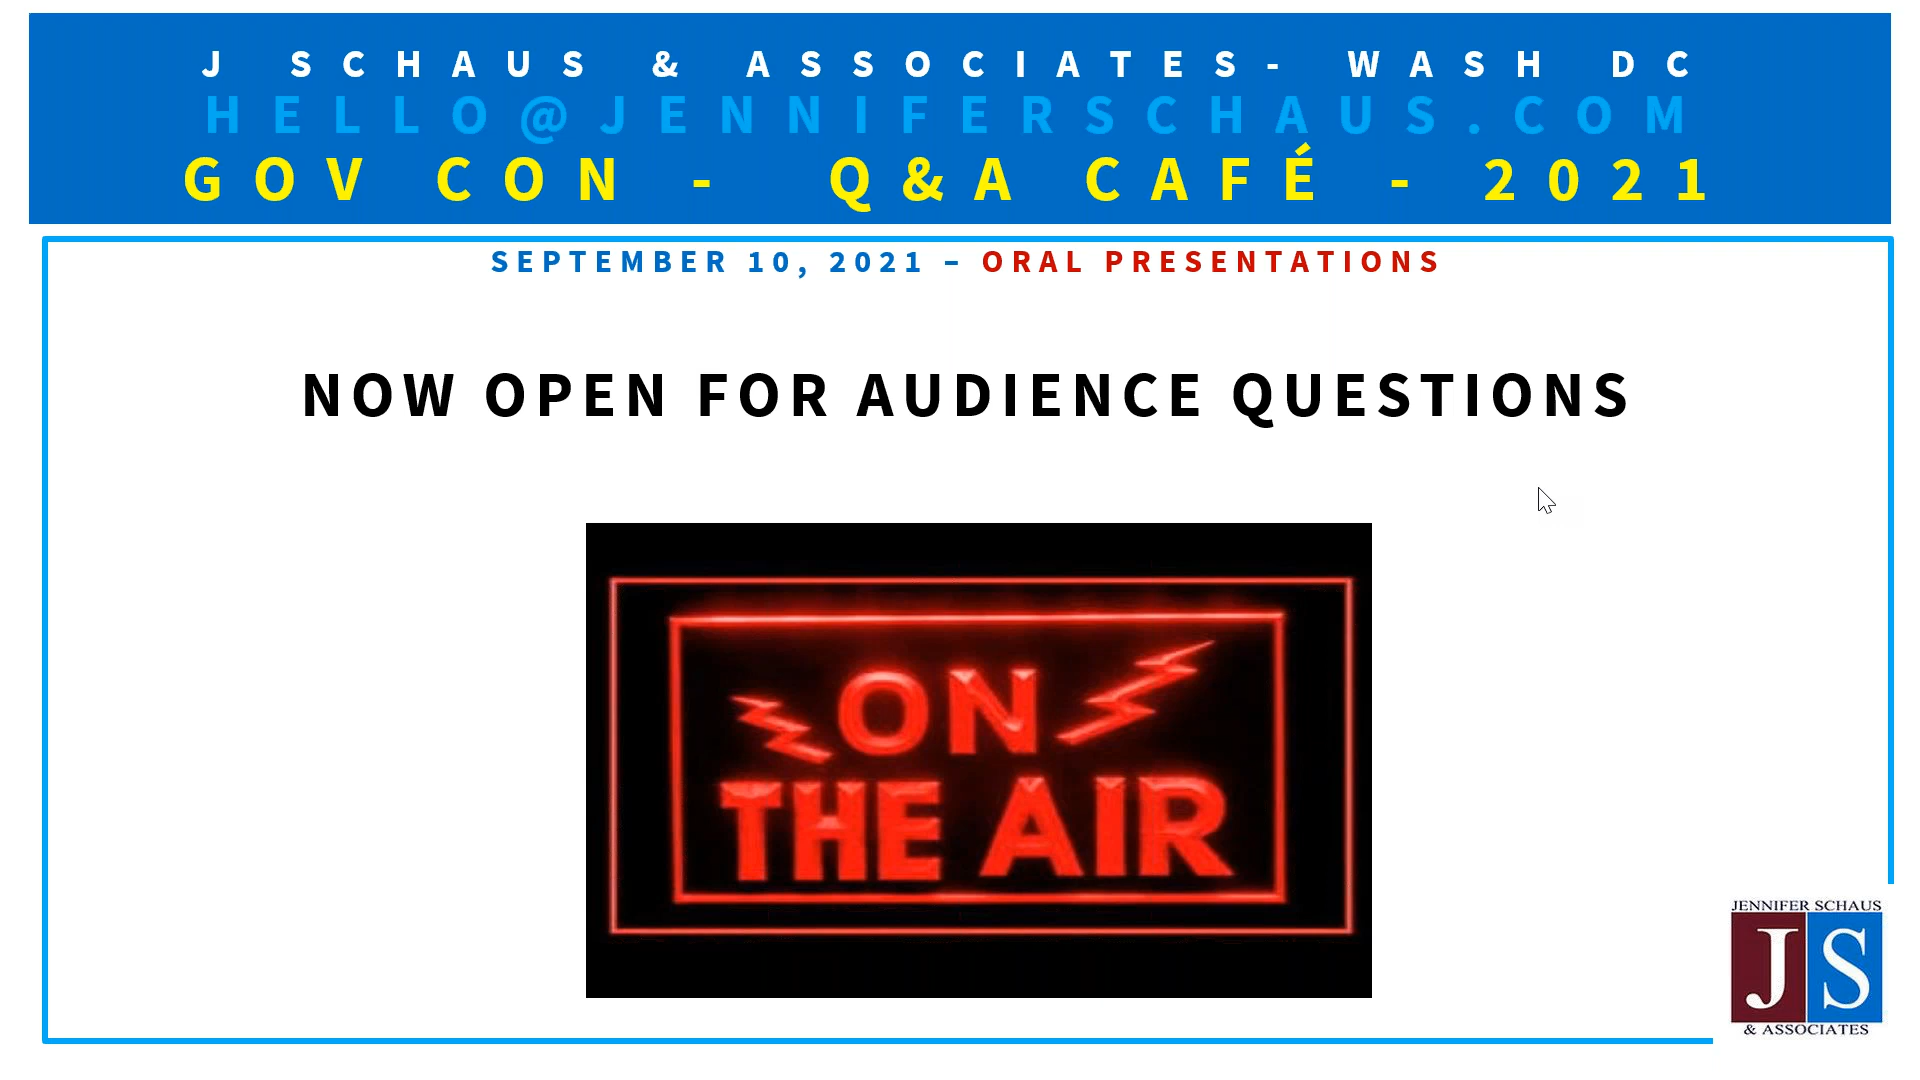 J SCHAUS & ASSOCIATES- WASH DC
HELLO@JENNIFERSCHAUS.COM
GOV CON - Q&A CAFÉ - 2021
SEPTEMBER 10, 2021 – ORAL PRESENTATIONS
NOW OPEN FOR AUDIENCE QUESTIONS
ON
THE AIR
JENNIFER SCHAUS
JS
& ASSOCIATES